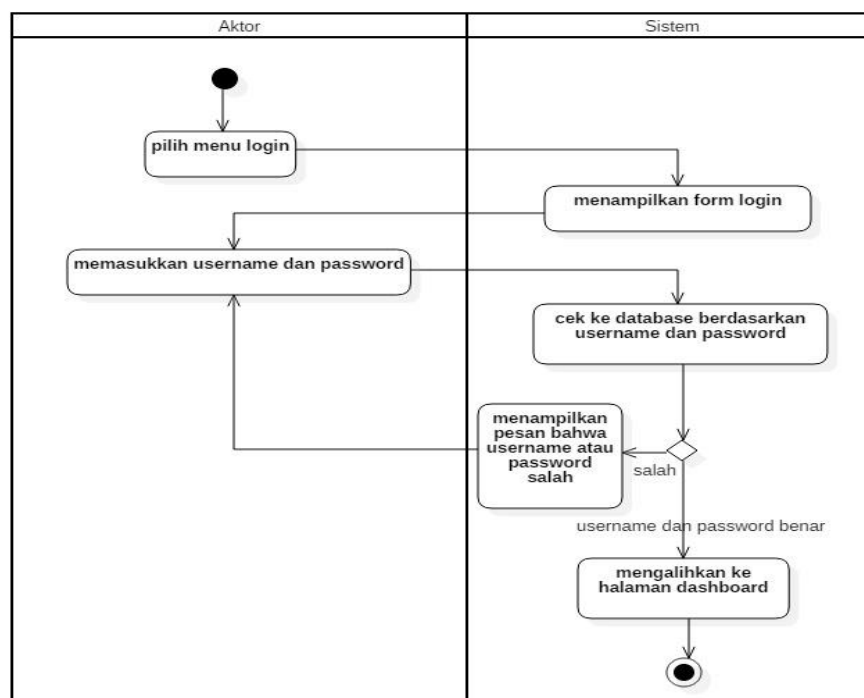 Aktor
Sistem
pilih menu login
menampilkan form login
memasukkan username dan password
cek ke database berdasarkan
username dan password
menampilkan
pesan bahwa
username atau
password
salah
salah
username dan password benar
mengalihkan ke
halaman dashboard